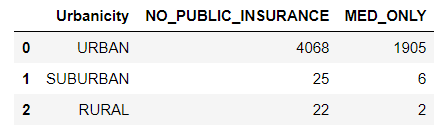 Urbanicity NO_PUBLIC_INSURANCE MED_ONLY
0 URBAN 4068 1905
1 SUBURBAN 25 6
2 RURAL 22 2